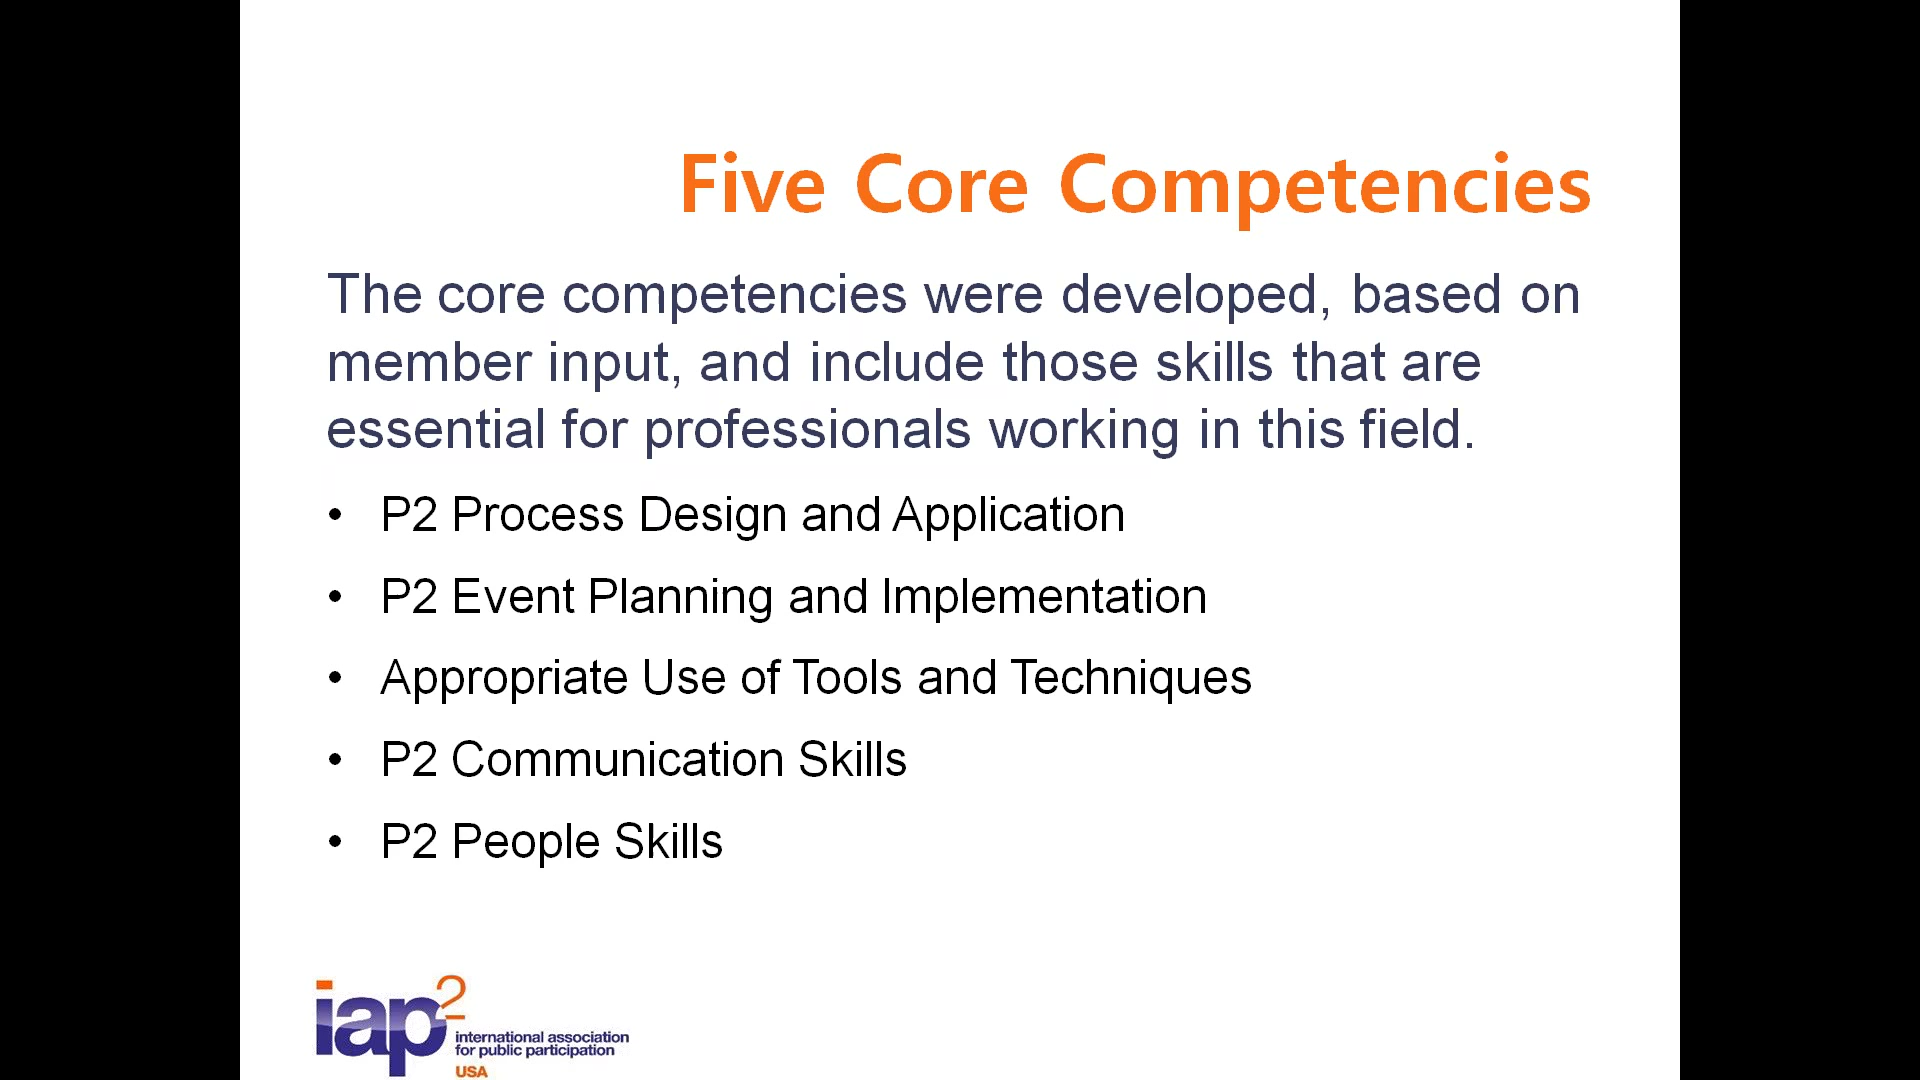 Five Core Competencies
The core competencies were developed, based on
member input, and include those skills that are
essential for professionals working in this field.
• P2 Process Design and Application
• P2 Event Planning and Implementation
• Appropriate Use of Tools and Techniques
• P2 Communication Skills
• P2 People Skills
iap2
international association
for public participation
USA